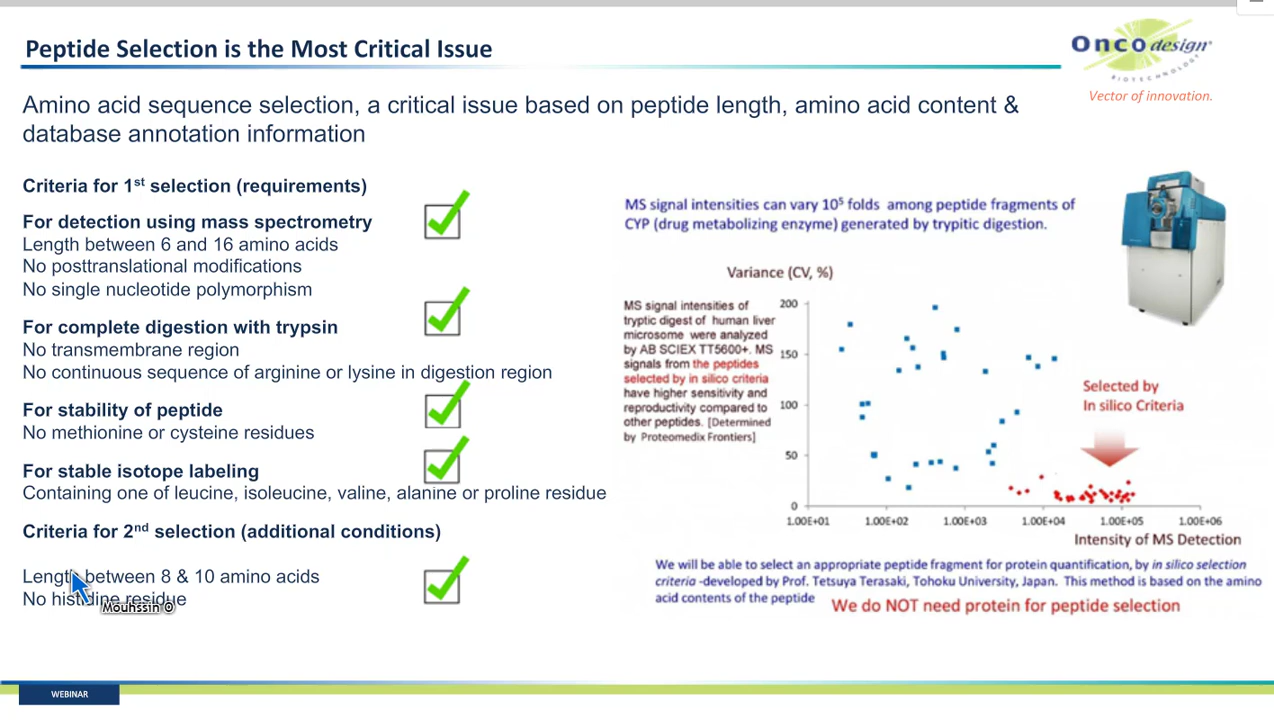 Peptide Selection is the Most Critical Issue
Oncodesign
BIOTECHNOLOGY
Vector of innovation.
Amino acid sequence selection, a critical issue based on peptide length, amino acid content &
database annotation information
Criteria for 1st selection (requirements)
For detection using mass spectrometry
Length between 6 and 16 amino acids
No posttranslational modifications
No single nucleotide polymorphism
For complete digestion with trypsin
No transmembrane region
No continuous sequence of arginine or lysine in digestion region
For stability of peptide
No methionine or cysteine residues
For stable isotope labeling
Containing one of leucine, isoleucine, valine, alanine or proline residue
Criteria for 2nd selection (additional conditions)
Length between 8 & 10 amino acids
No histidine residue
Mouhssin O
MS signal intensities can vary 10^5 folds among peptide fragments of
CYP (drug metabolizing enzyme) generated by trypitic digestion.
Variance (CV, %)
MS signal intensities of
tryptic digest of human liver
microsome were analyzed
by AB SCIEX TT5600+. MS
signals from the peptides
selected by in silico criteria
have higher sensitivity and
reproductivity compared to
other peptides. [Determined
by Proteomedix Frontiers]
200
150
100
50
0
Selected by
In silico Criteria
1.00E+01 1.00E+02 1.00E+03 1.00E+04 1.00E+05 1.00E+06
Intensity of MS Detection
We will be able to select an appropriate peptide fragment for protein quantification, by in silico selection
criteria -developed by Prof. Tetsuya Terasaki, Tohoku University, Japan. This method is based on the amino
acid contents of the peptide
We do NOT need protein for peptide selection
WEBINAR